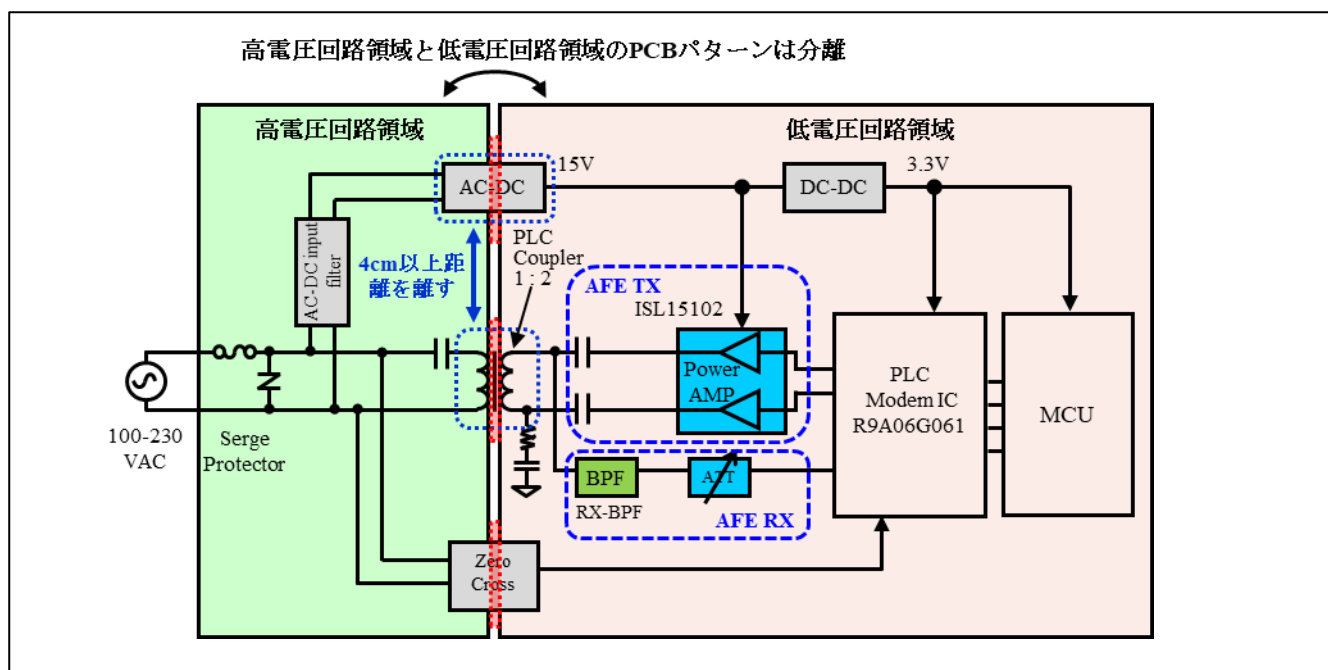 高電圧回路領域と低電圧回路領域のPCBパターンは分離
高電圧回路領域
低電圧回路領域
AC-DC
15V
DC-DC
3.3V
AC-DC input
filter
4cm以上距
離を離す
PLC
Coupler
1 : 2
AFE TX
ISL15102
Power
AMP
PLC
Modem IC
R9A06G061
MCU
100-230
VAC
Serge
Protector
BPF
RX-BPF
ATT
AFE RX
Zero
Cross